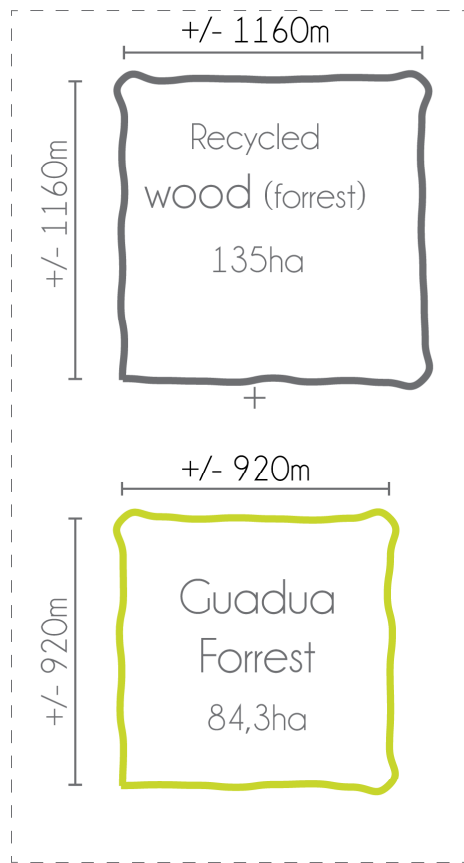 +/- 1160m
+/- 1160m
Recycled
wood (forrest)
135ha
+
+/- 920m
+/- 920m
Guadua
Forrest
84,3ha